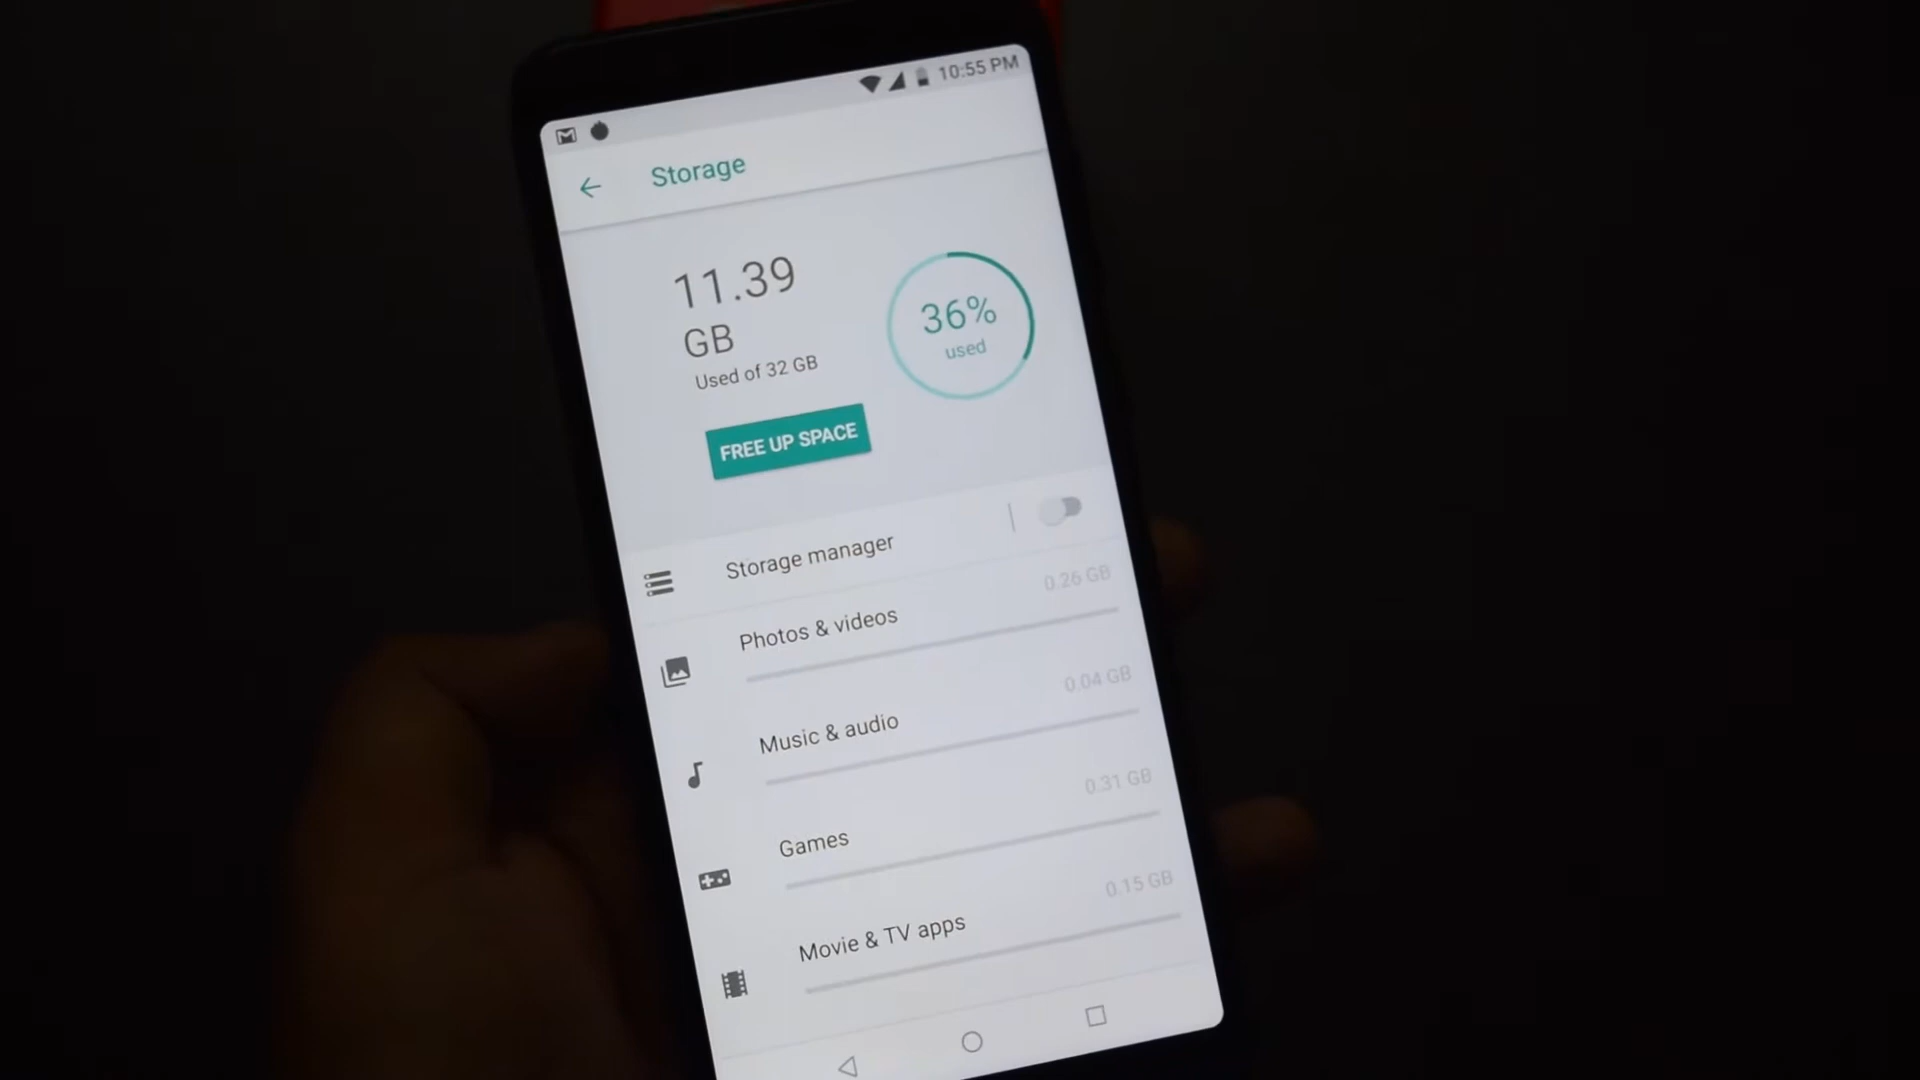 10:55 PM
Storage
11.39
GB
Used of 32 GB
36%
used
FREE UP SPACE
Storage manager
Photos & videos
0.26 GB
Music & audio
0.04 GB
Games
0.31 GB
Movie & TV apps
0.15 GB